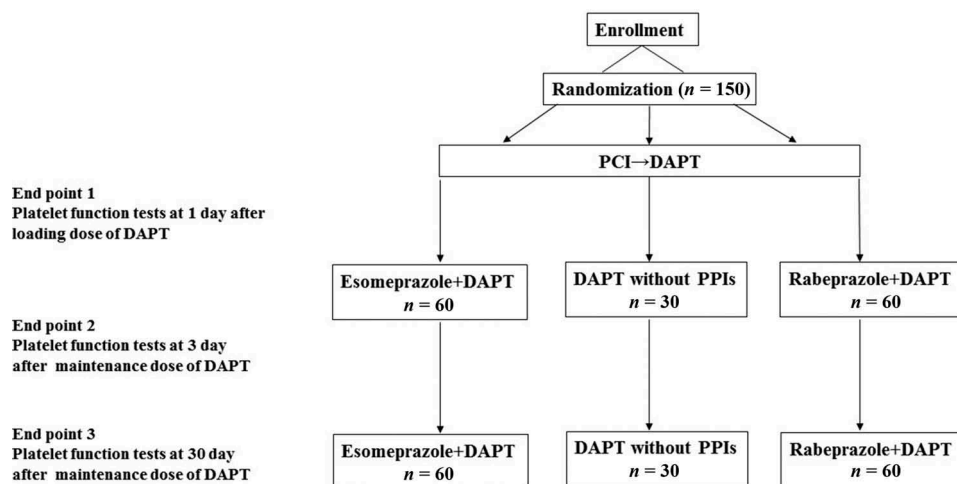 Enrollment
Randomization (n = 150)
PCI→DAPT
End point 1
Platelet function tests at 1 day after
loading dose of DAPT
Esomeprazole+DAPT
n = 60
DAPT without PPIs
n = 30
Rabeprazole+DAPT
n = 60
End point 2
Platelet function tests at 3 day
after maintenance dose of DAPT
End point 3
Platelet function tests at 30 day
after maintenance dose of DAPT
Esomeprazole+DAPT
n = 60
DAPT without PPIs
n = 30
Rabeprazole+DAPT
n = 60